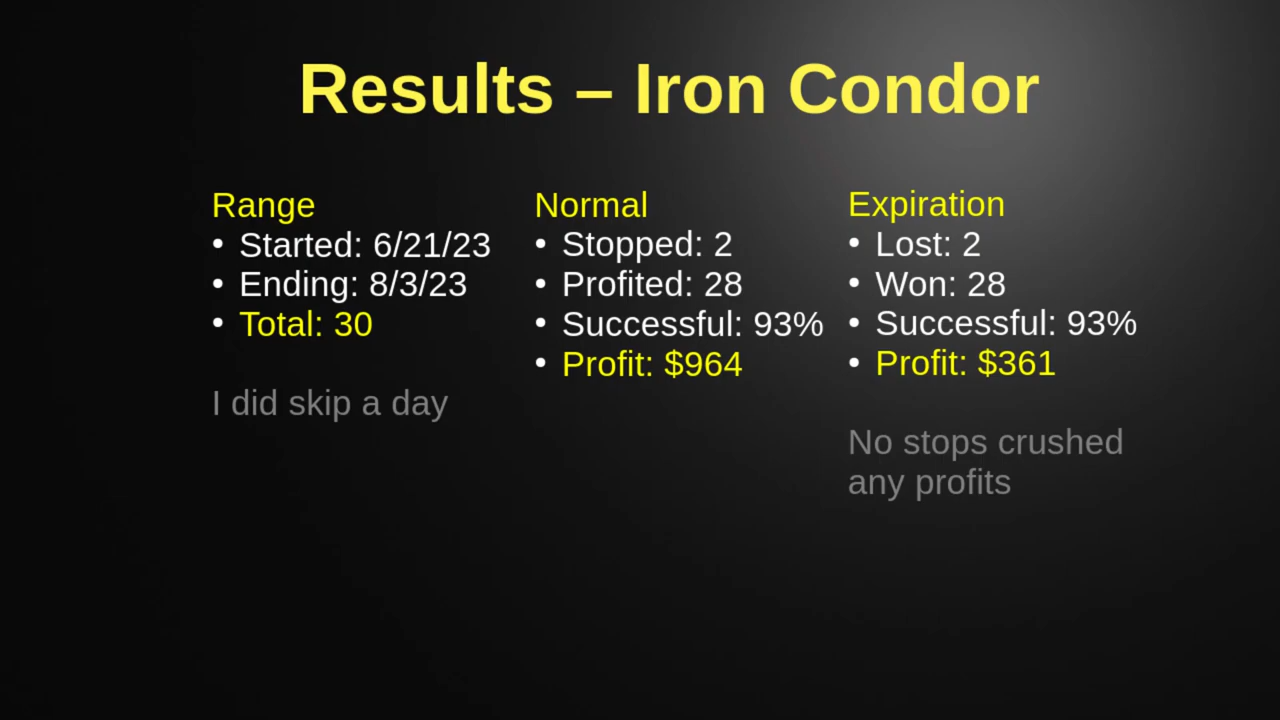 Results – Iron Condor
Range
• Started: 6/21/23
• Ending: 8/3/23
• Total: 30
I did skip a day
Normal
• Stopped: 2
• Profited: 28
• Successful: 93%
• Profit: $964
Expiration
• Lost: 2
• Won: 28
• Successful: 93%
• Profit: $361
No stops crushed
any profits